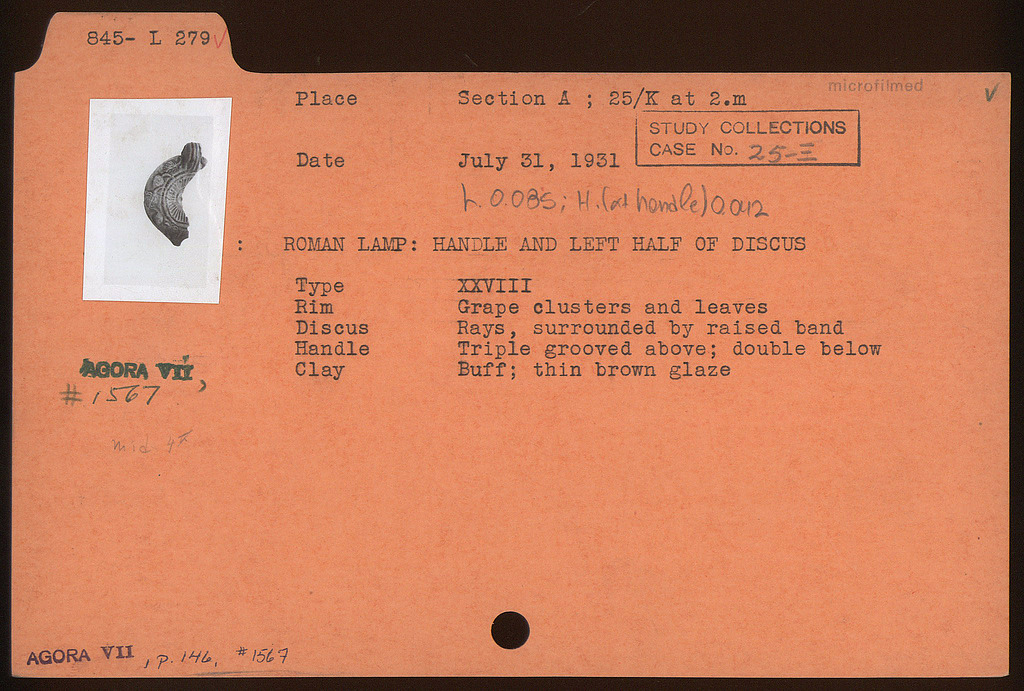 845- L 279 ✓
microfilmed
✓
Place Section A ; 25/K at 2.m
STUDY COLLECTIONS
CASE No. 25-Ξ
Date July 31, 1931
L. 0.085; H. (at handle) 0.042
: ROMAN LAMP: HANDLE AND LEFT HALF OF DISCUS
Type XXVIII
Rim Grape clusters and leaves
Discus Rays, surrounded by raised band
Handle Triple grooved above; double below
Clay Buff; thin brown glaze
AGORA VII,
# 1567
mid 4
AGORA VII, p. 146, #1567